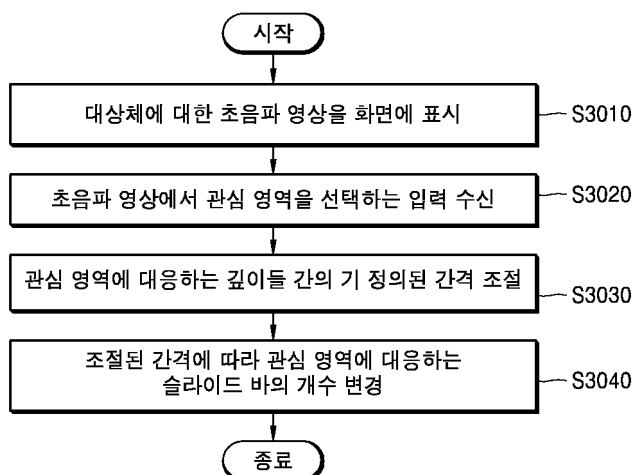 시작
대상체에 대한 초음파 영상을 화면에 표시
S3010
초음파 영상에서 관심 영역을 선택하는 입력 수신
S3020
관심 영역에 대응하는 깊이들 간의 기 정의된 간격 조절
S3030
조절된 간격에 따라 관심 영역에 대응하는
슬라이드 바의 개수 변경
S3040
종료